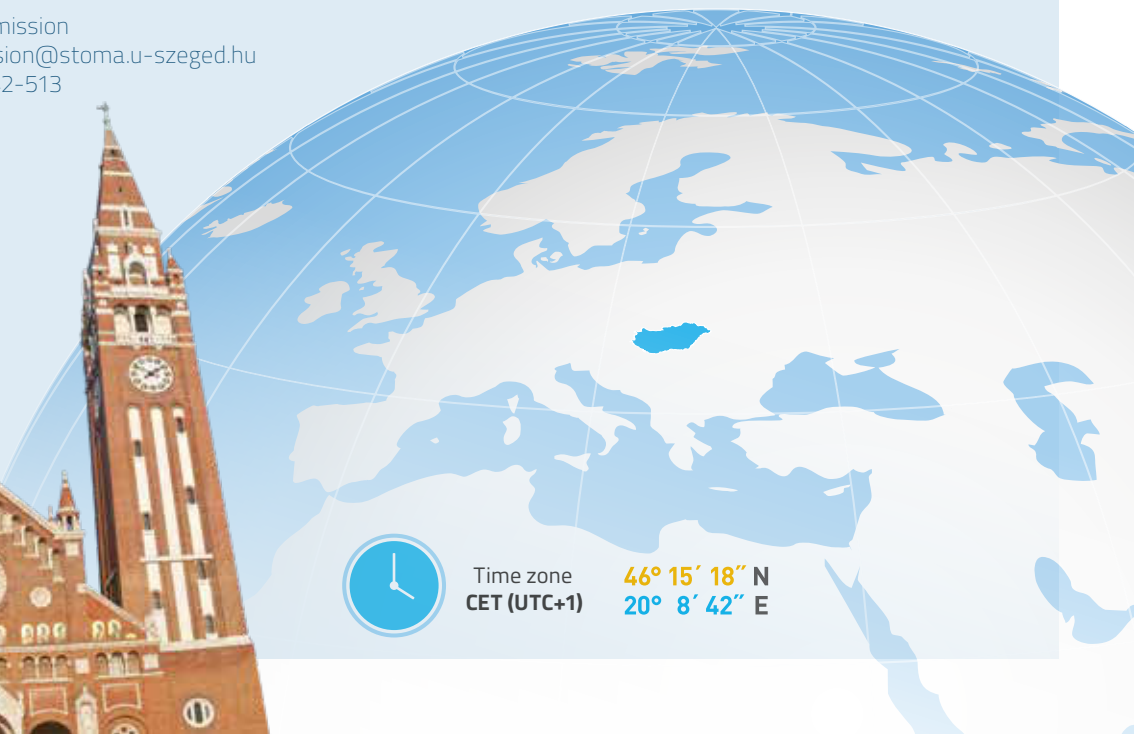 mission
sion@stoma.u-szeged.hu
2-513
Time zone
CET (UTC+1)
46° 15´ 18˝ N
20° 8´ 42˝ E